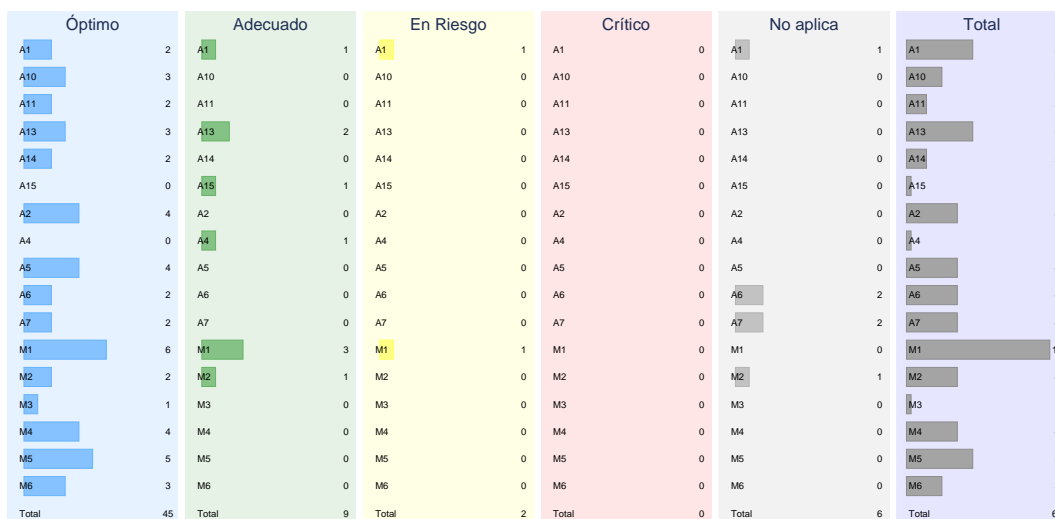 Óptimo Adecuado En Riesgo Crítico No aplica Total
A1 2 A1 1 A1 1 A1 0 A1 1 A1
A10 3 A10 0 A10 0 A10 0 A10 0 A10
A11 2 A11 0 A11 0 A11 0 A11 0 A11
A13 3 A13 2 A13 0 A13 0 A13 0 A13
A14 2 A14 0 A14 0 A14 0 A14 0 A14
A15 0 A15 1 A15 0 A15 0 A15 0 A15
A2 4 A2 0 A2 0 A2 0 A2 0 A2
A4 0 A4 1 A4 0 A4 0 A4 0 A4
A5 4 A5 0 A5 0 A5 0 A5 0 A5
A6 2 A6 0 A6 0 A6 0 A6 2 A6
A7 2 A7 0 A7 0 A7 0 A7 2 A7
M1 6 M1 3 M1 1 M1 0 M1 0 M1
M2 2 M2 1 M2 0 M2 0 M2 1 M2
M3 1 M3 0 M3 0 M3 0 M3 0 M3
M4 4 M4 0 M4 0 M4 0 M4 0 M4
M5 5 M5 0 M5 0 M5 0 M5 0 M5
M6 3 M6 0 M6 0 M6 0 M6 0 M6
Total 45 Total 9 Total 2 Total 0 Total 6 Total